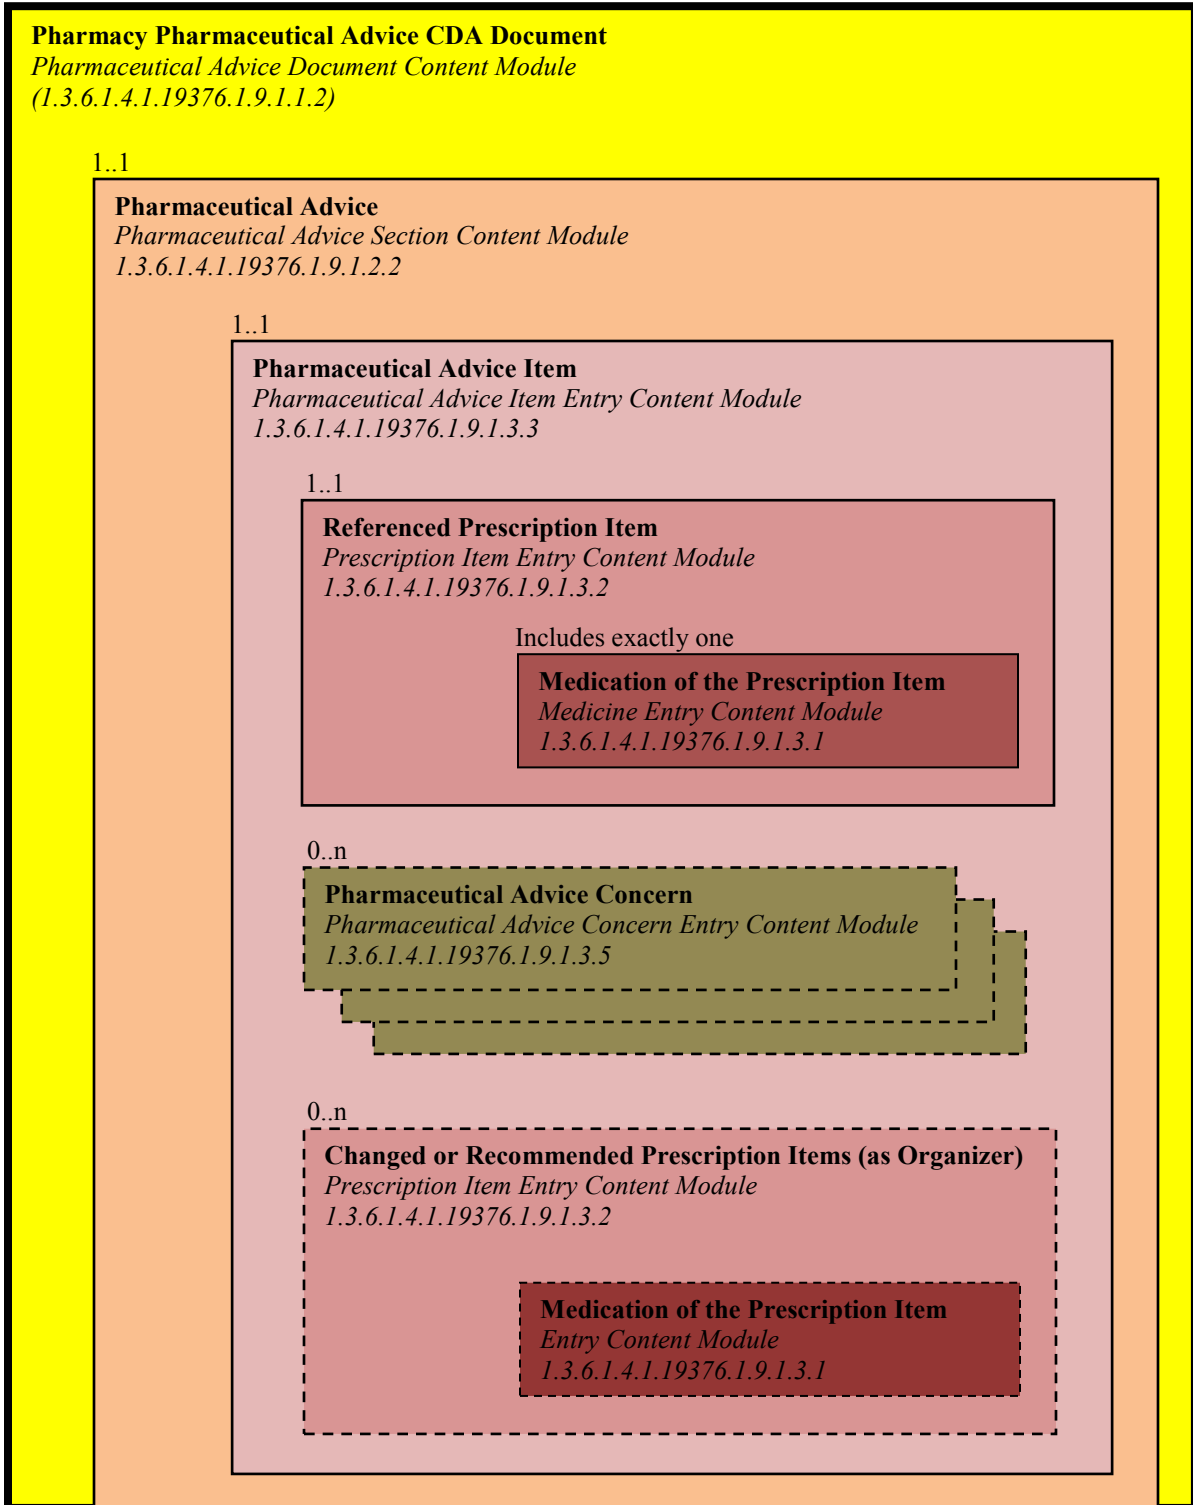 Pharmacy Pharmaceutical Advice CDA Document
Pharmaceutical Advice Document Content Module
(1.3.6.1.4.1.19376.1.9.1.1.2)
1..1
Pharmaceutical Advice
Pharmaceutical Advice Section Content Module
1.3.6.1.4.1.19376.1.9.1.2.2
1..1
Pharmaceutical Advice Item
Pharmaceutical Advice Item Entry Content Module
1.3.6.1.4.1.19376.1.9.1.3.3
1..1
Referenced Prescription Item
Prescription Item Entry Content Module
1.3.6.1.4.1.19376.1.9.1.3.2
Includes exactly one
Medication of the Prescription Item
Medicine Entry Content Module
1.3.6.1.4.1.19376.1.9.1.3.1
0..n
Pharmaceutical Advice Concern
Pharmaceutical Advice Concern Entry Content Module
1.3.6.1.4.1.19376.1.9.1.3.5
0..n
Changed or Recommended Prescription Items (as Organizer)
Prescription Item Entry Content Module
1.3.6.1.4.1.19376.1.9.1.3.2
Medication of the Prescription Item
Entry Content Module
1.3.6.1.4.1.19376.1.9.1.3.1